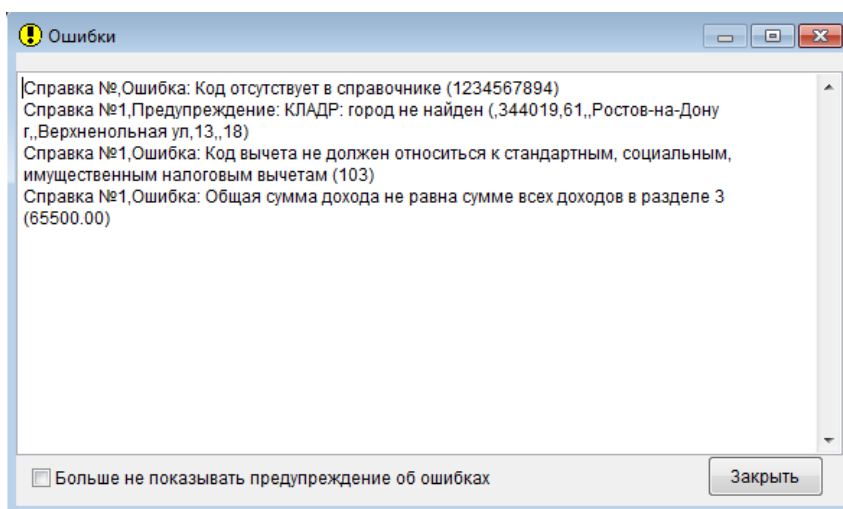 Ошибки
Справка №,Ошибка: Код отсутствует в справочнике (1234567894)
Справка №1,Предупреждение: КЛАДР: город не найден (,344019,61,,Ростов-на-Дону
г,,Верхненольная ул,13,,18)
Справка №1,Ошибка: Код вычета не должен относиться к стандартным, социальным,
имущественным налоговым вычетам (103)
Справка №1,Ошибка: Общая сумма дохода не равна сумме всех доходов в разделе 3
(65500.00)
Больше не показывать предупреждение об ошибках
Закрыть